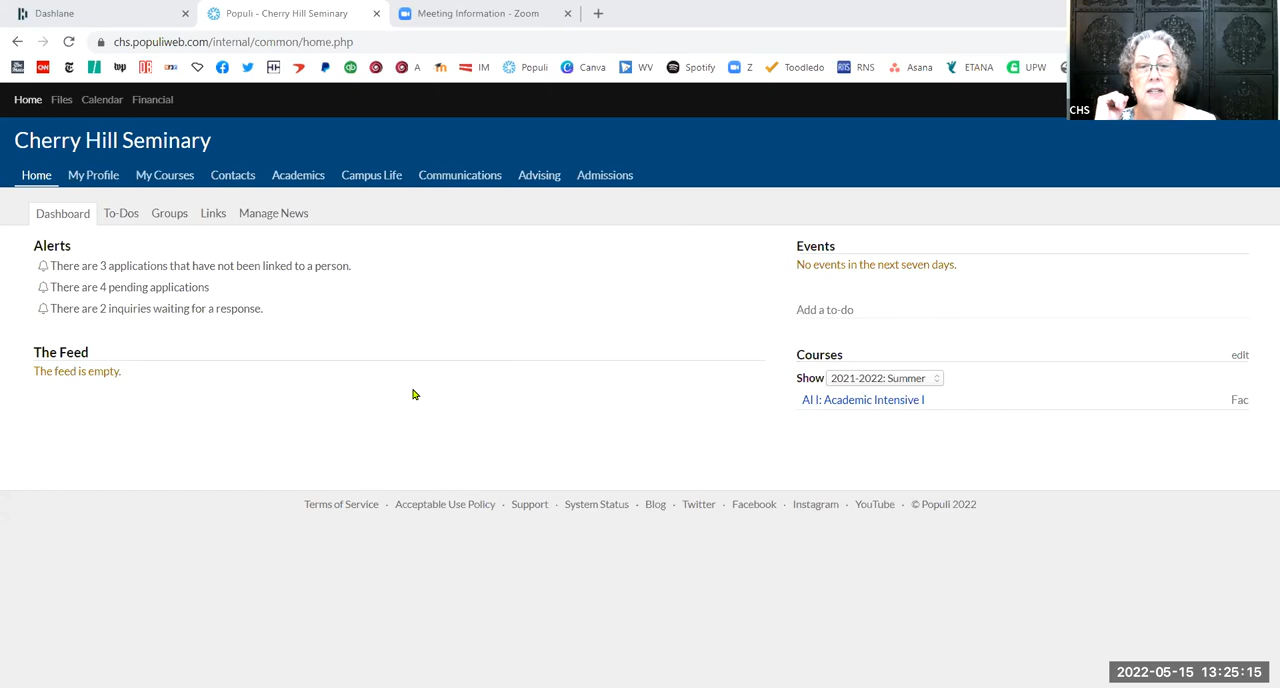 Dashlane
Populi - Cherry Hill Seminary
Meeting Information - Zoom
chs.populiweb.com/internal/common/home.php
CNN
wp
A
IM
Populi
Canva
WV
Spotify
Z
Toodledo
RNS
RNS
Asana
ETANA
UPW
CHS
Home Files Calendar Financial
Cherry Hill Seminary
Home My Profile My Courses Contacts Academics Campus Life Communications Advising Admissions
Dashboard To-Dos Groups Links Manage News
Alerts
There are 3 applications that have not been linked to a person.
There are 4 pending applications
There are 2 inquiries waiting for a response.
The Feed
The feed is empty.
Events
No events in the next seven days.
Add a to-do
Courses edit
Show 2021-2022: Summer
AI I: Academic Intensive I Fac
Terms of Service · Acceptable Use Policy · Support · System Status · Blog · Twitter · Facebook · Instagram · YouTube · © Populi 2022
2022-05-15 13:25:15